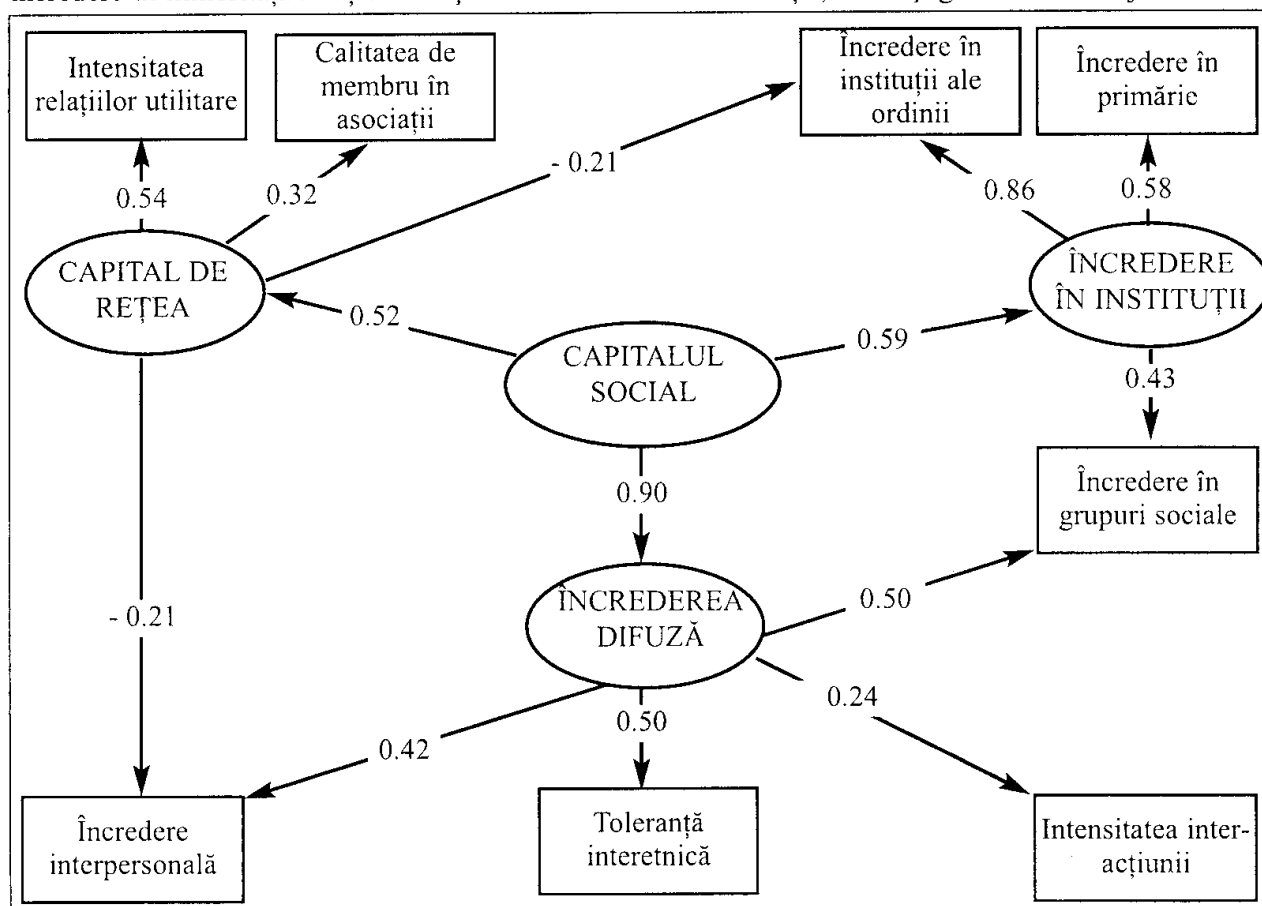 Intensitatea
relațiilor utilitare
Calitatea de
membru în
asociații
Încredere în
instituții ale
ordinii
Încredere în
primărie
- 0.21
0.54
0.32
0.86
0.58
CAPITAL DE
REȚEA
ÎNCREDERE
ÎN INSTITUȚII
0.52
0.59
CAPITALUL
SOCIAL
0.43
0.90
Încredere în
grupuri sociale
ÎNCREDEREA
DIFUZĂ
0.50
- 0.21
0.24
0.50
0.42
Încredere
interpersonală
Toleranță
interetnică
Intensitatea inter-
acțiunii